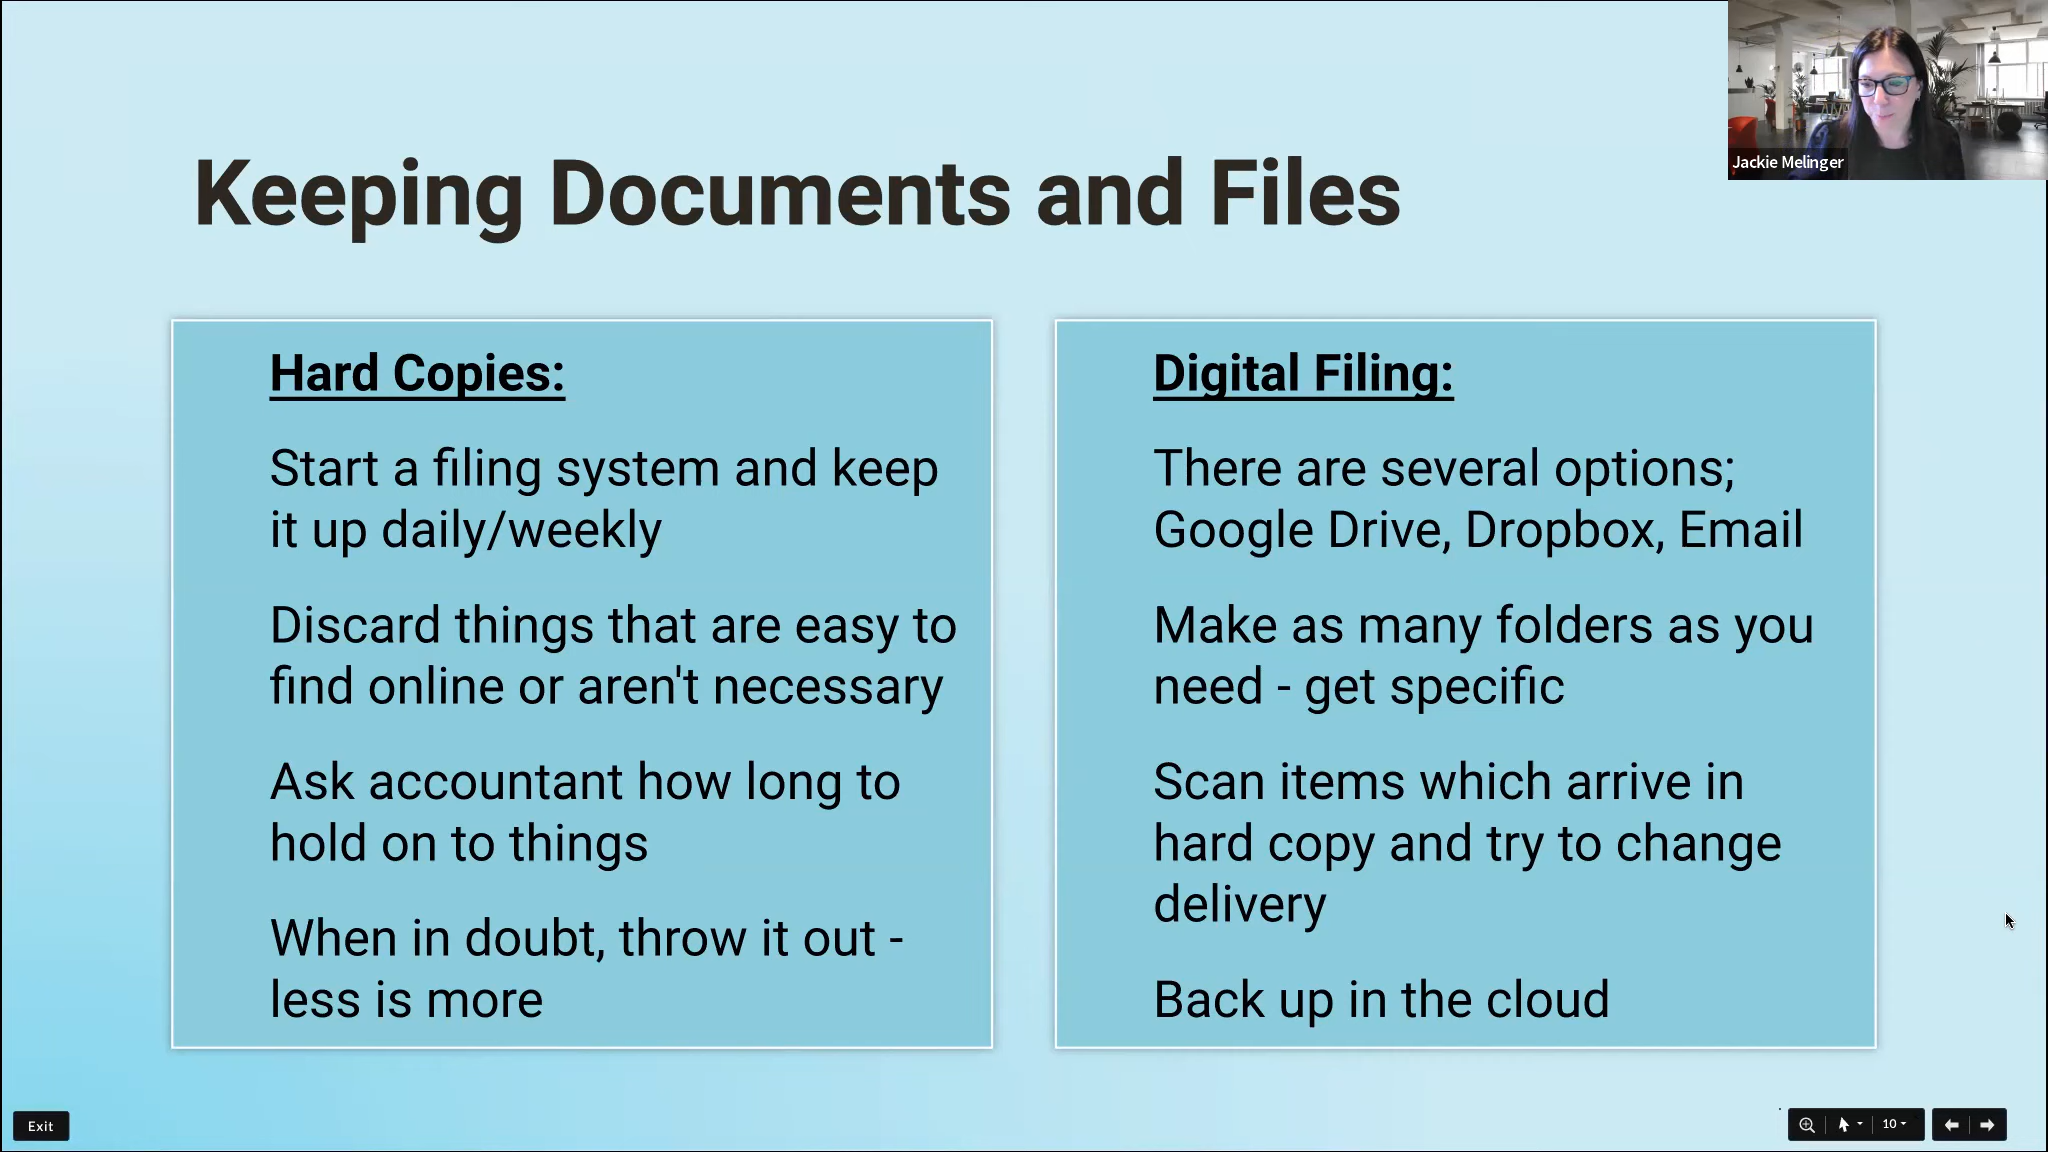 Jackie Melinger
Keeping Documents and Files
Hard Copies:
Start a filing system and keep
it up daily/weekly
Discard things that are easy to
find online or aren't necessary
Ask accountant how long to
hold on to things
When in doubt, throw it out -
less is more
Digital Filing:
There are several options;
Google Drive, Dropbox, Email
Make as many folders as you
need - get specific
Scan items which arrive in
hard copy and try to change
delivery
Back up in the cloud
Exit
10